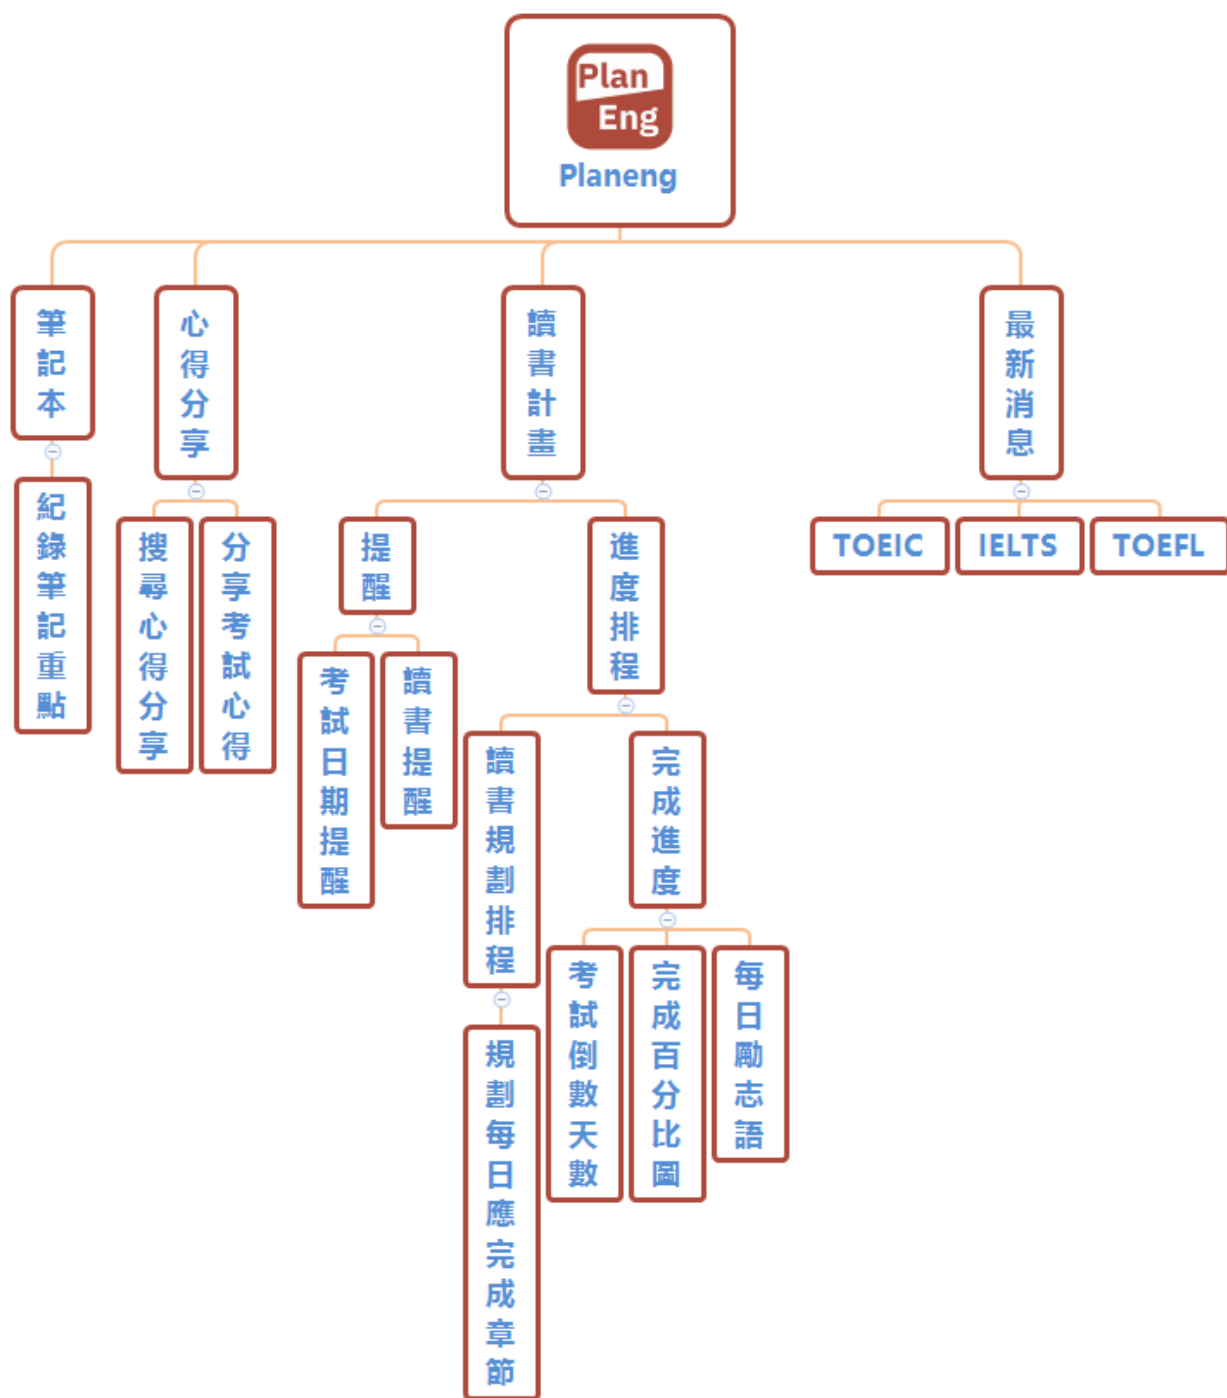 Plan
Eng
Planeng
筆記本
心得分享
讀書計畫
最新消息
紀錄筆記重點
搜尋心得分享
分享考試心得
提醒
進度排程
TOEIC
IELTS
TOEFL
考試日期提醒
讀書提醒
讀書規劃排程
完成進度
考試倒數天數
完成百分比圖
每日勵志語
規劃每日應完成章節